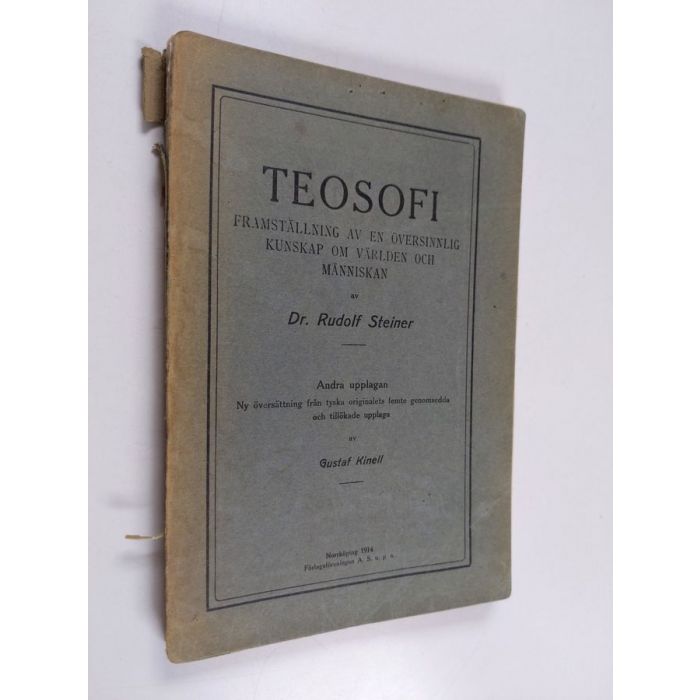 TEOSOFI
FRAMSTÄLLNING AV EN ÖVERSINNLIG
KUNSKAP OM VÄRLDEN OCH
MÄNNISKAN
av
Dr. Rudolf Steiner
Andra upplagan
Ny översättning från tyska originalets femte genomsedda
och tillökade upplaga
av
Gustaf Kinell
Norrköping 1914
Förlagsföreningen A. S. u. p. a.